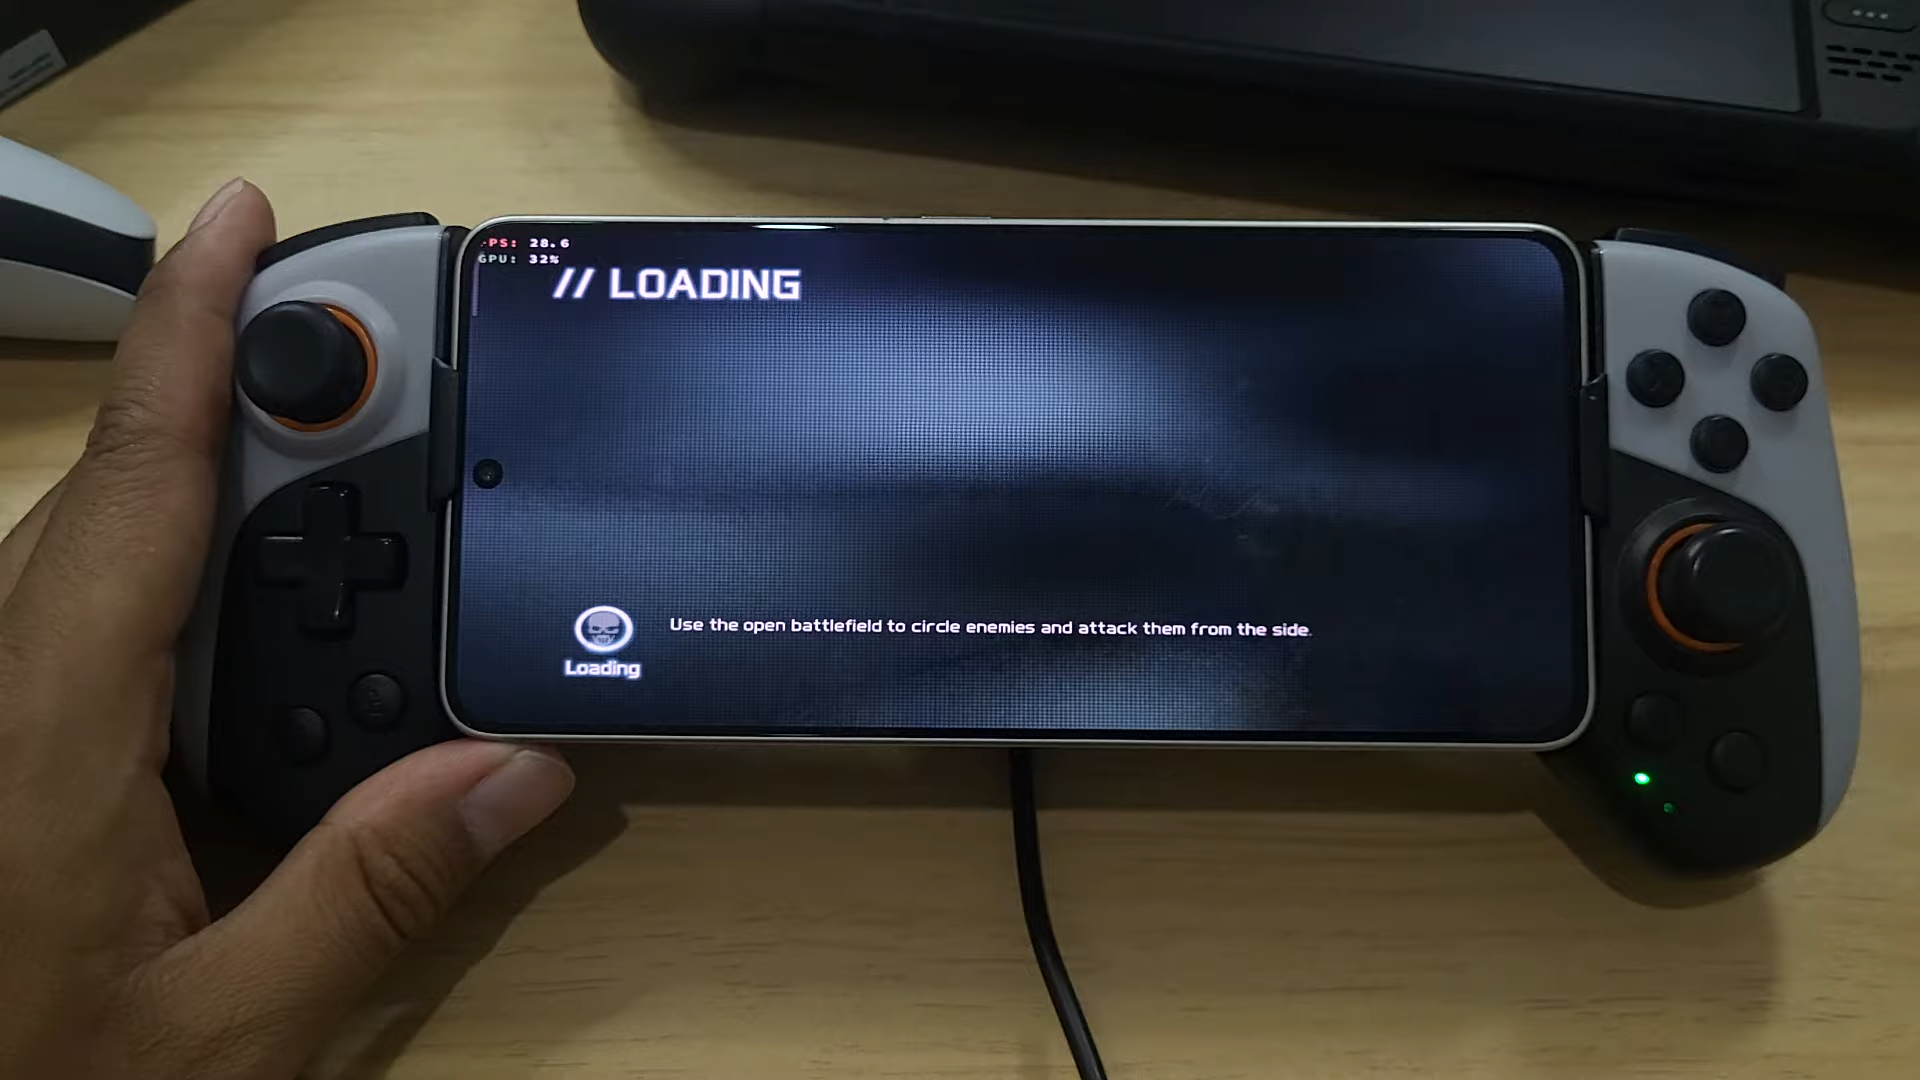 FPS: 28.6
GPU: 32%
// LOADING
Use the open battlefield to circle enemies and attack them from the side.
Loading